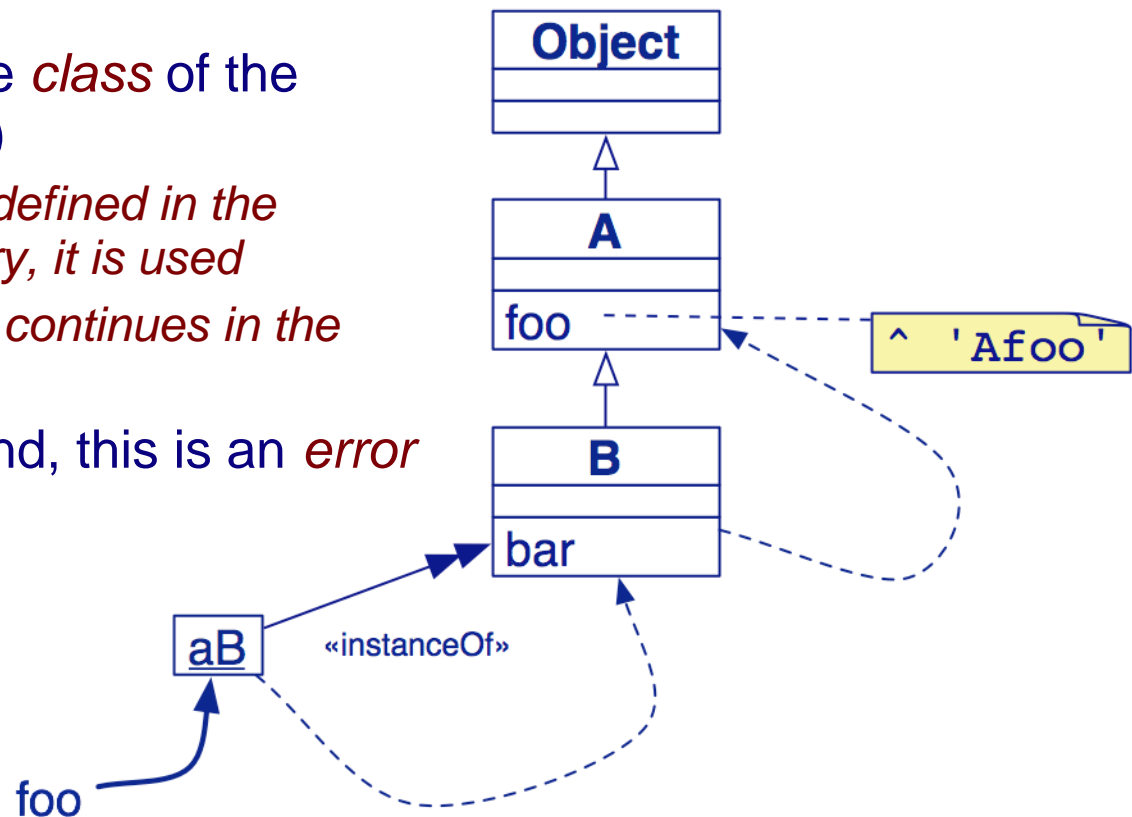 e class of the
)
defined in the
ry, it is used
continues in the
nd, this is an error
Object
A
foo
^ 'Afoo'
B
bar
aB
«instanceOf»
foo